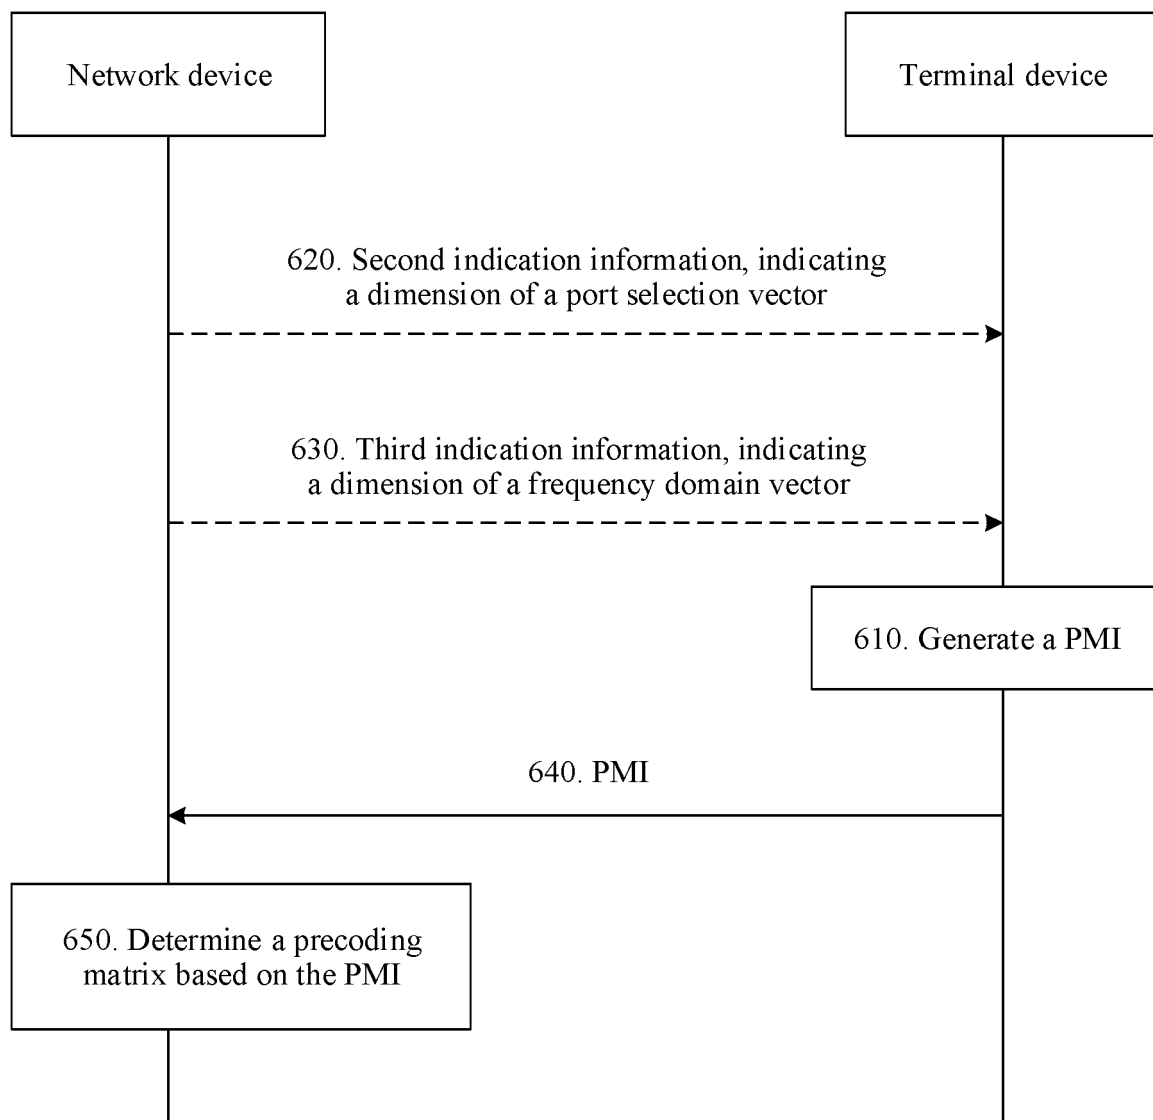 Network device
Terminal device
620. Second indication information, indicating
a dimension of a port selection vector
630. Third indication information, indicating
a dimension of a frequency domain vector
610. Generate a PMI
640. PMI
650. Determine a precoding
matrix based on the PMI